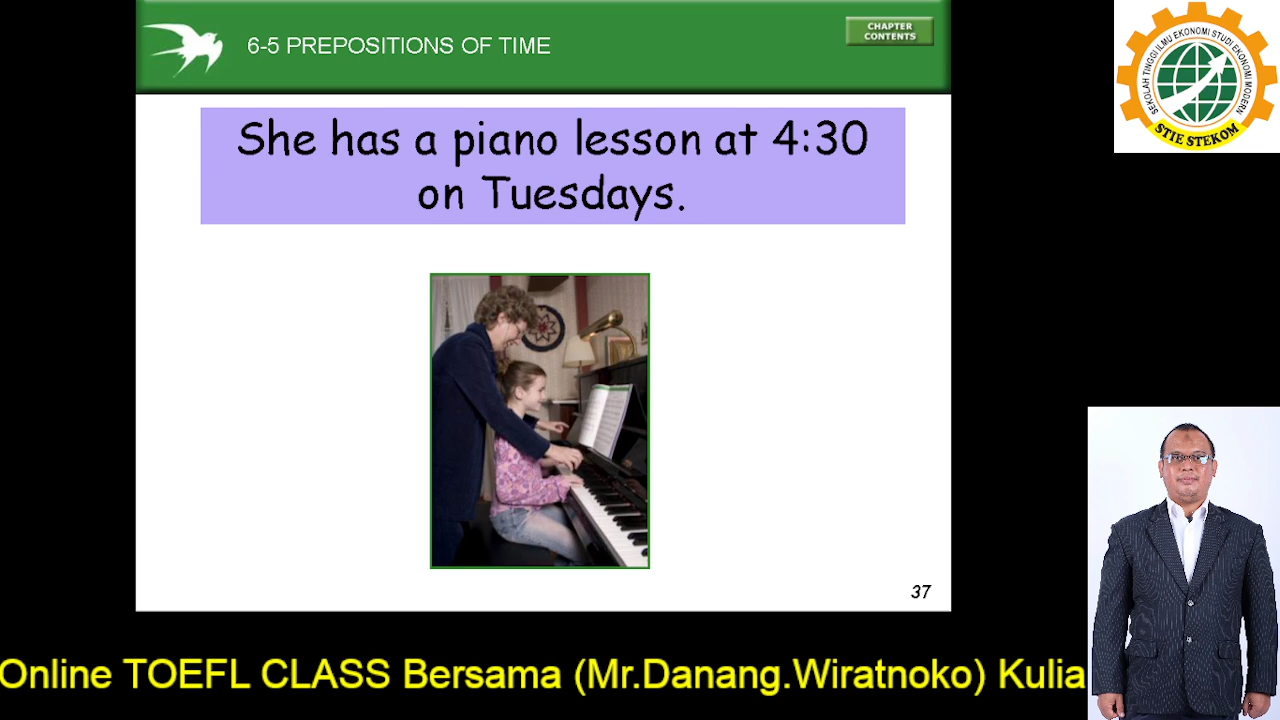 6-5 PREPOSITIONS OF TIME
CHAPTER
CONTENTS
She has a piano lesson at 4:30
on Tuesdays.
37
SEKOLAH TINGGI ILMU EKONOMI STUDI EKONOMI MODERN
STIE STEKOM
Online TOEFL CLASS Bersama (Mr.Danang.Wiratnoko) Kulia